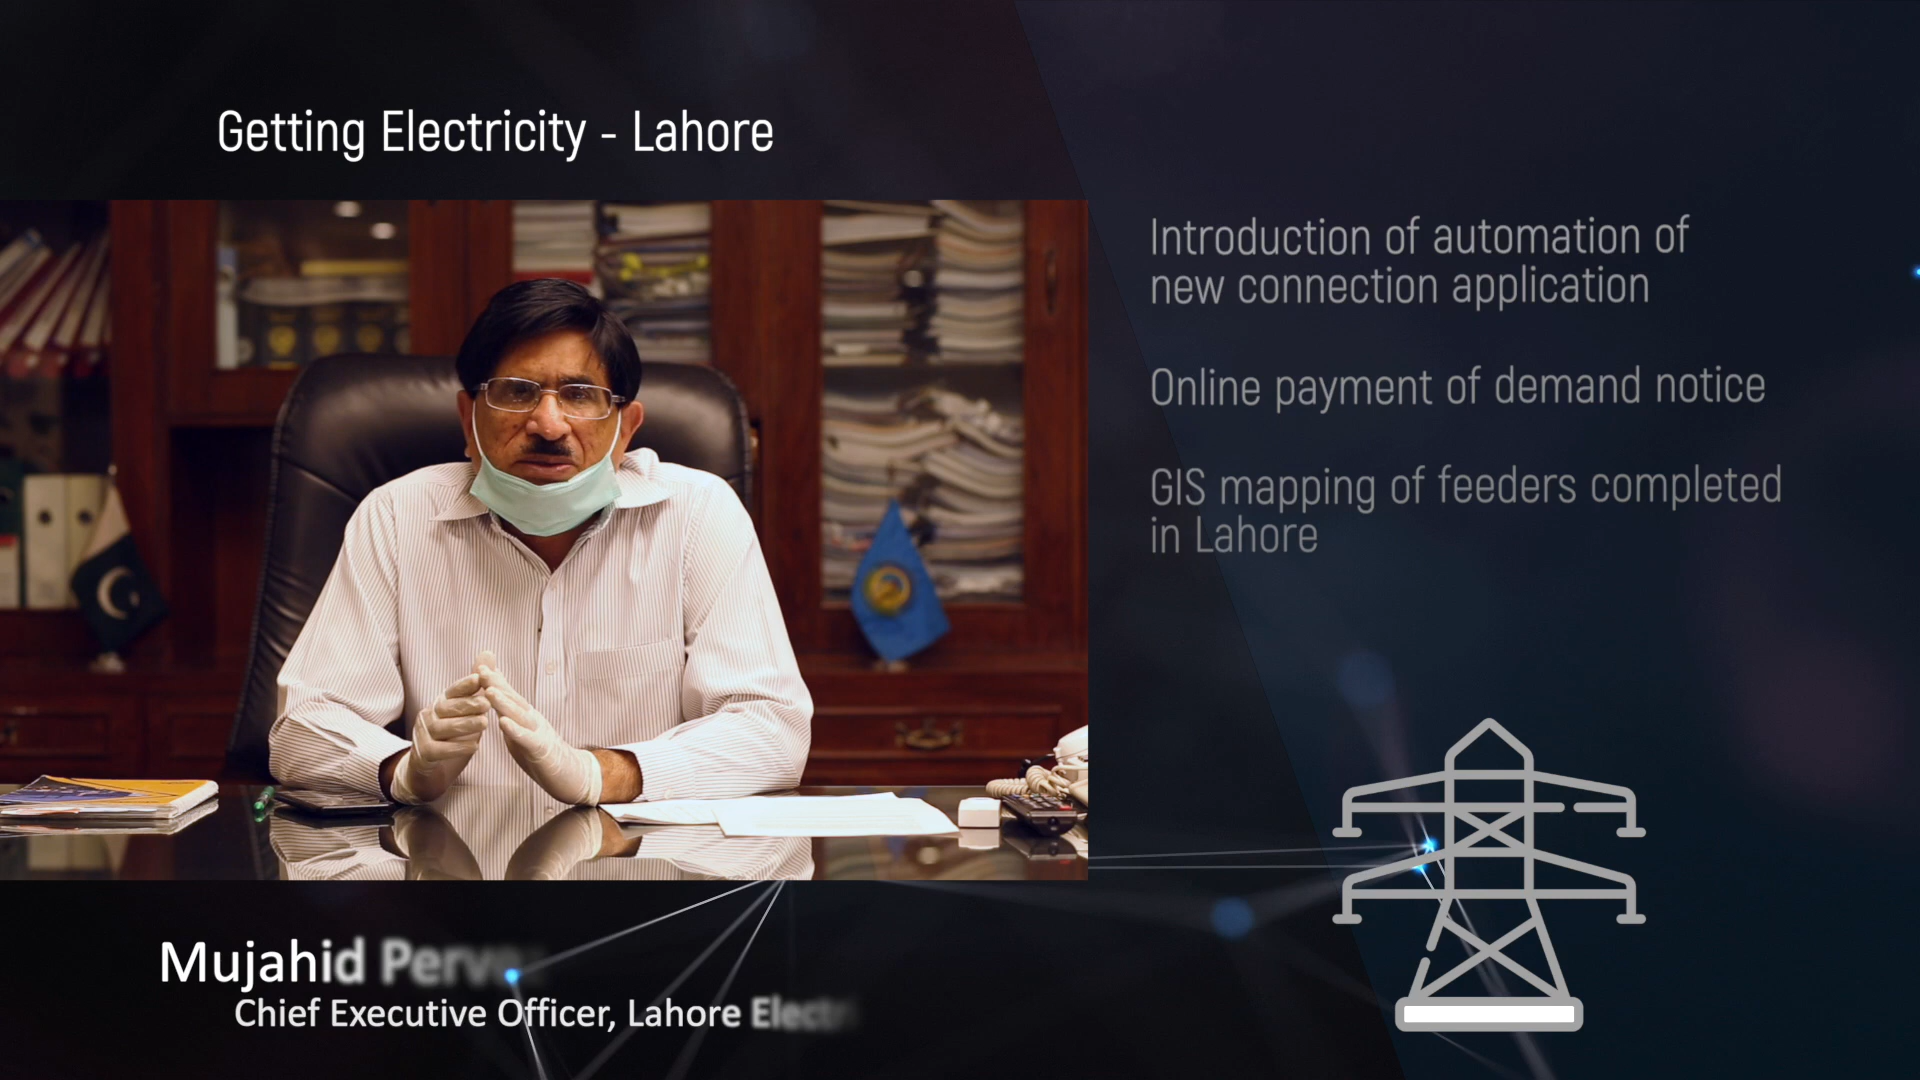 Getting Electricity - Lahore
Introduction of automation of
new connection application
Online payment of demand notice
GIS mapping of feeders completed
in Lahore
Mujahid
Chief Executive Officer, Lahore